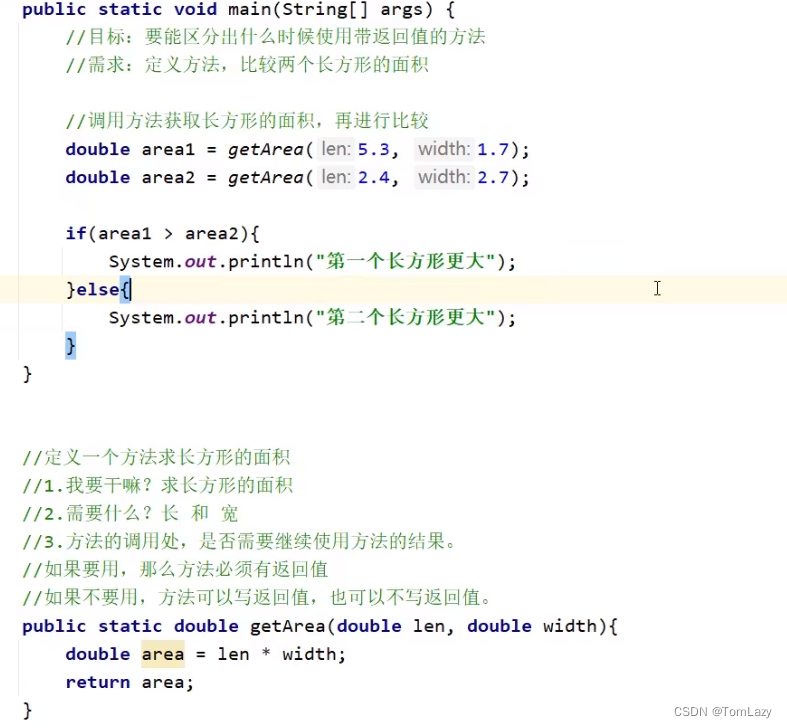 public static void main(String[] args) {
//目标：要能区分出什么时候使用带返回值的方法
//需求：定义方法，比较两个长方形的面积
//调用方法获取长方形的面积，再进行比较
double area1 = getArea( len: 5.3, width: 1.7);
double area2 = getArea( len: 2.4, width: 2.7);
if(area1 > area2){
System.out.println("第一个长方形更大");
}else{
System.out.println("第二个长方形更大");
}
}
//定义一个方法求长方形的面积
//1.我要干嘛？求长方形的面积
//2.需要什么？长 和 宽
//3.方法的调用处，是否需要继续使用方法的结果。
//如果要用，那么方法必须有返回值
//如果不要用，方法可以写返回值，也可以不写返回值。
public static double getArea(double len, double width){
double area = len * width;
return area;
}
CSDN @TomLazy